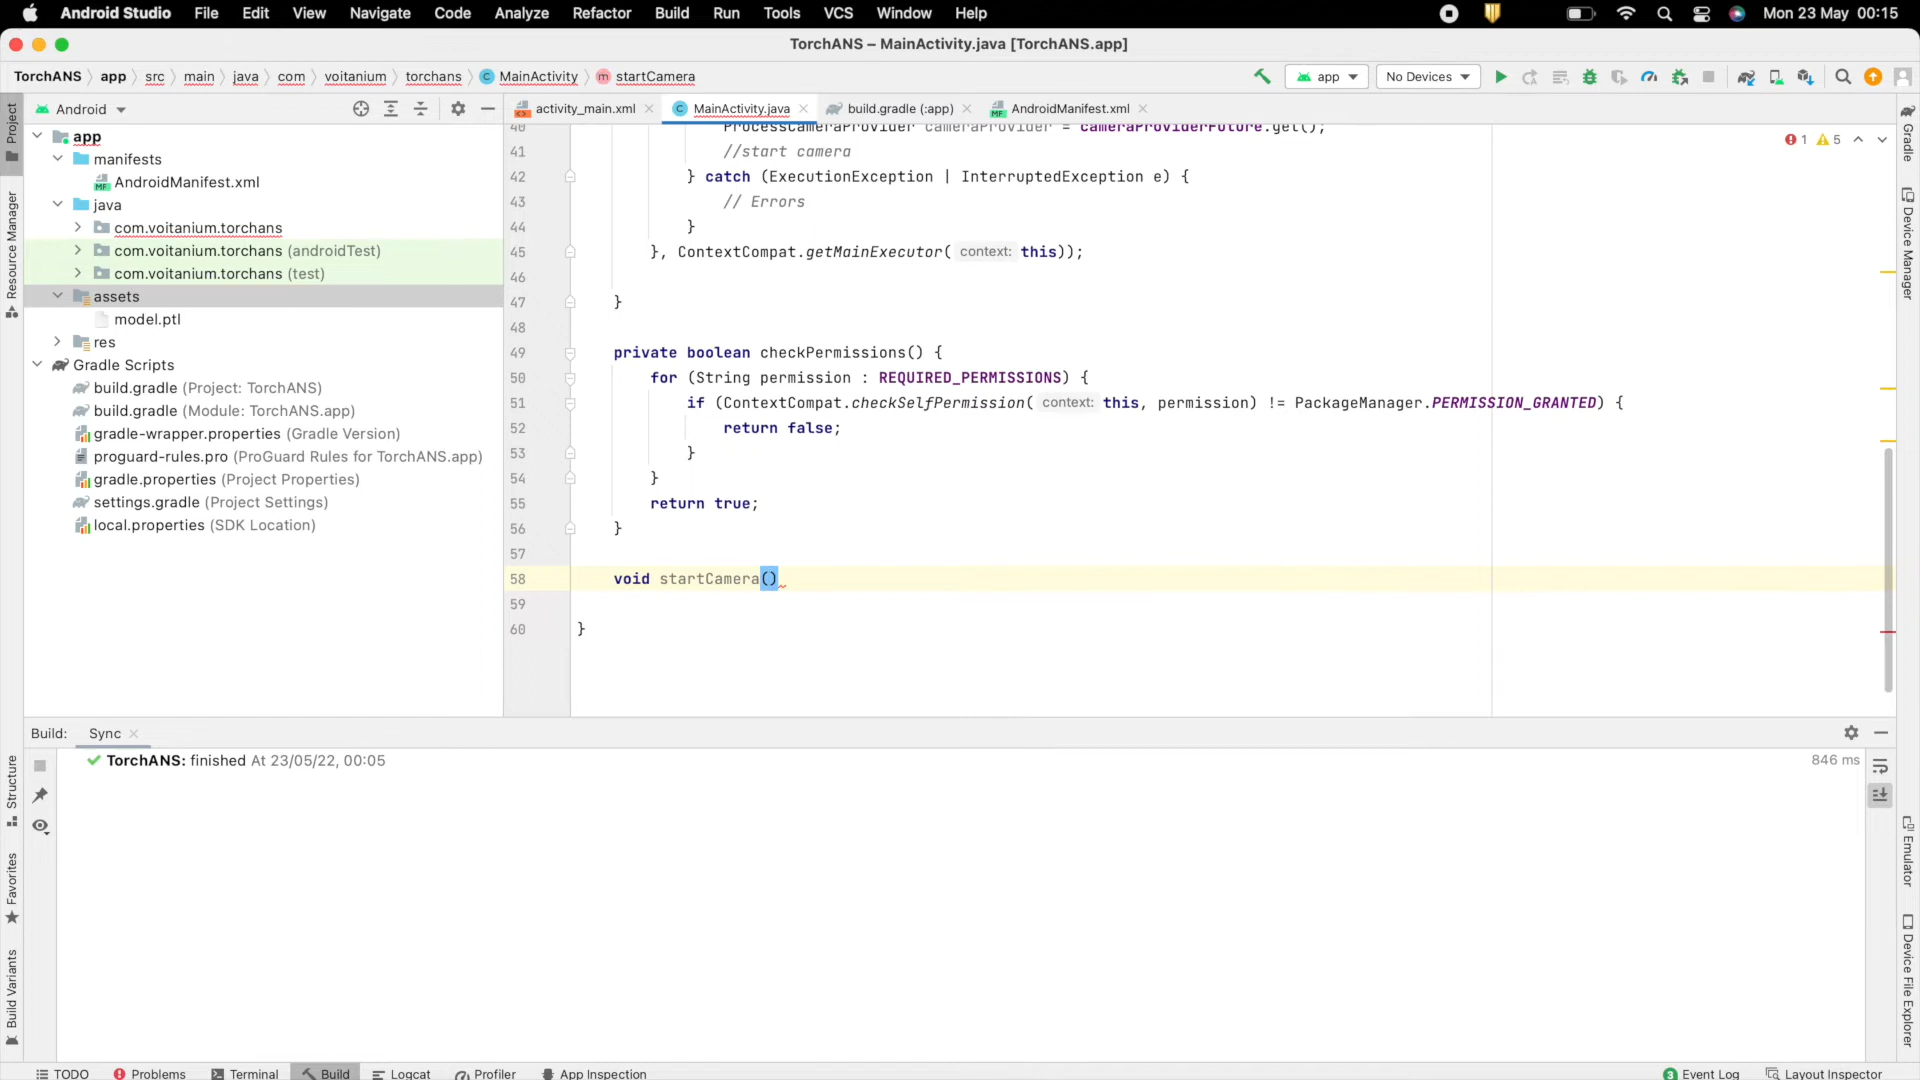 Android Studio File Edit View Navigate Code Analyze Refactor Build Run Tools VCS Window Help Mon 23 May 00:15
TorchANS – MainActivity.java [TorchANS.app]
TorchANS app src main java com voitanium torchans MainActivity startCamera app No Devices
Android
activity_main.xml MainActivity.java build.gradle (:app) AndroidManifest.xml
Project
Resource Manager
Structure
Favorites
Build Variants
app
manifests
AndroidManifest.xml
java
com.voitanium.torchans
com.voitanium.torchans (androidTest)
com.voitanium.torchans (test)
assets
model.ptl
res
Gradle Scripts
build.gradle (Project: TorchANS)
build.gradle (Module: TorchANS.app)
gradle-wrapper.properties (Gradle Version)
proguard-rules.pro (ProGuard Rules for TorchANS.app)
gradle.properties (Project Properties)
settings.gradle (Project Settings)
local.properties (SDK Location)
1 5
40 ProcessCameraProvider cameraProvider = cameraProviderFuture.get();
41 //start camera
42 } catch (ExecutionException | InterruptedException e) {
43 // Errors
44 }
45 }, ContextCompat.getMainExecutor( context: this));
46
47 }
48
49 private boolean checkPermissions() {
50 for (String permission : REQUIRED_PERMISSIONS) {
51 if (ContextCompat.checkSelfPermission( context: this, permission) != PackageManager.PERMISSION_GRANTED) {
52 return false;
53 }
54 }
55 return true;
56 }
57
58 void startCamera()
59
60 }
Gradle
Device Manager
Emulator
Device File Explorer
Build: Sync
TorchANS: finished At 23/05/22, 00:05 846 ms
TODO Problems Terminal Build Logcat Profiler App Inspection 3 Event Log Layout Inspector